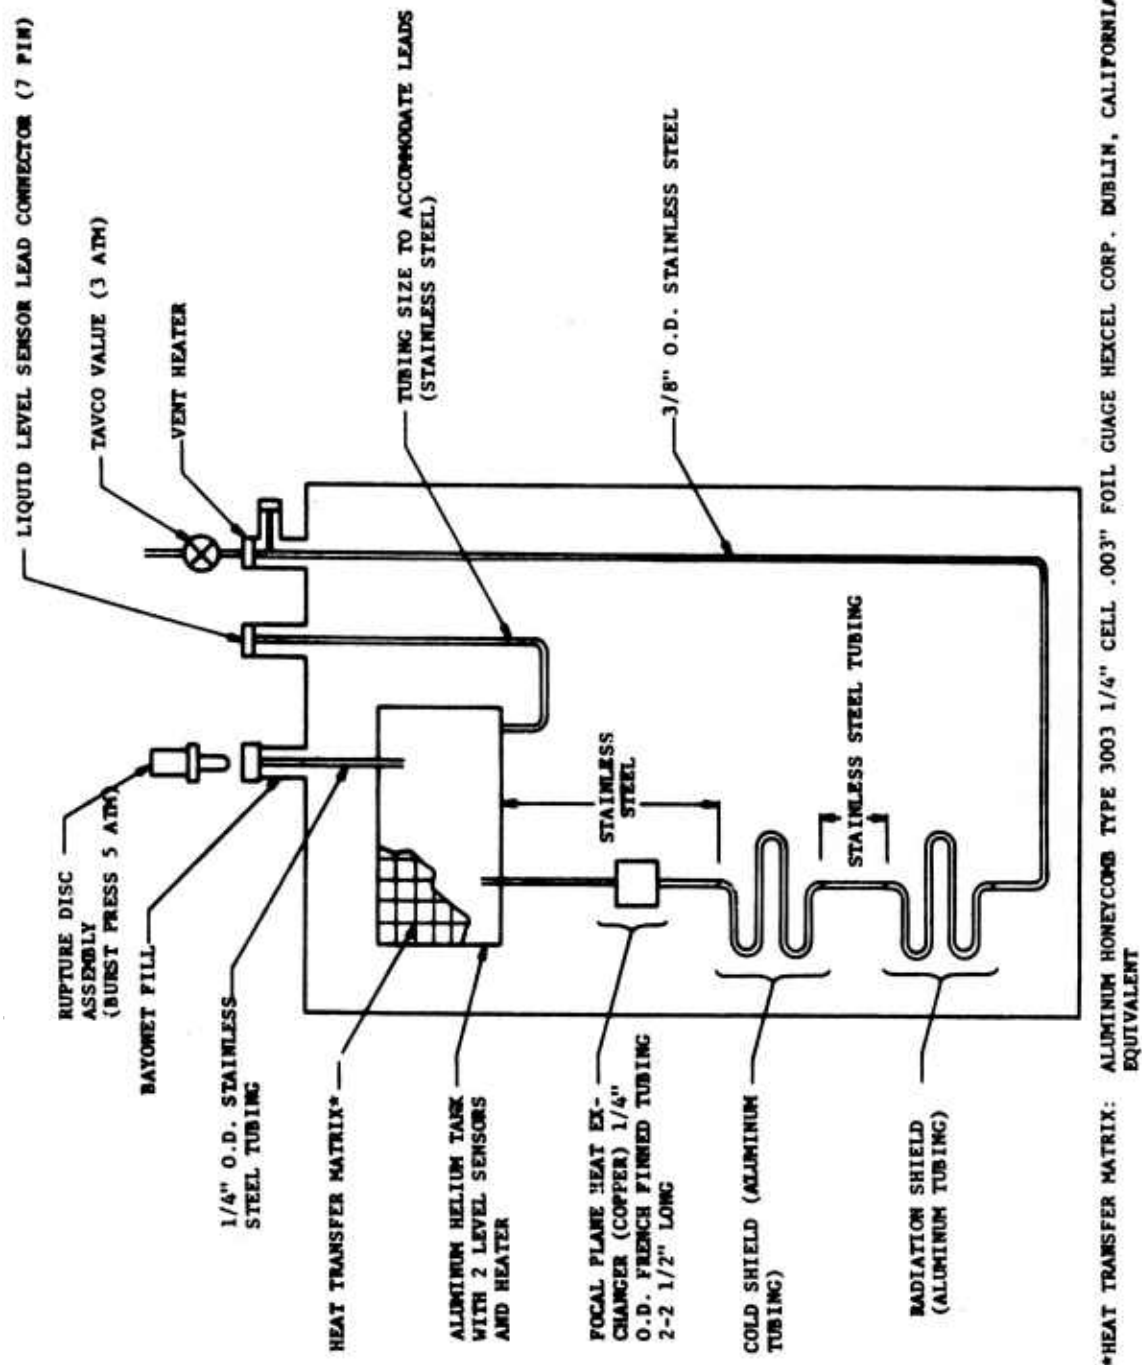 LIQUID LEVEL SENSOR LEAD CONNECTOR (7 PIN)
TAVCO VALUE (3 ATM)
VENT HEATER
TUBING SIZE TO ACCOMMODATE LEADS
(STAINLESS STEEL)
3/8" O.D. STAINLESS STEEL
RUPTURE DISC
ASSEMBLY
(BURST PRESS 5 ATM)
BAYONET FILL
1/4" O.D. STAINLESS
STEEL TUBING
HEAT TRANSFER MATRIX*
ALUMINUM HELIUM TANK
WITH 2 LEVEL SENSORS
AND HEATER
FOCAL PLANE HEAT EX-
CHANGER (COPPER) 1/4"
O.D. FRENCH FINNED TUBING
2-2 1/2" LONG
COLD SHIELD (ALUMINUM
TUBING)
RADIATION SHIELD
(ALUMINUM TUBING)
STAINLESS
STEEL
STAINLESS STEEL TUBING
*HEAT TRANSFER MATRIX: ALUMINUM HONEYCOMB TYPE 3003 1/4" CELL .003" FOIL GUAGE HEXCEL CORP. DUBLIN, CALIFORNIA
EQUIVALENT